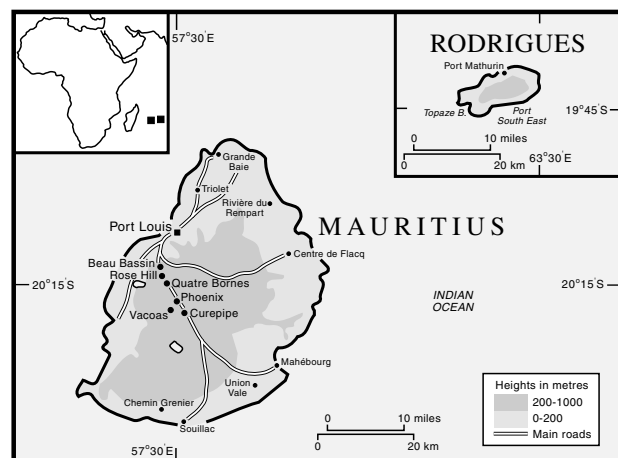 57°30'E
RODRIGUES
Port Mathurin
Topaze B.
Port
South East
19°45'S
0 10 miles
0 20 km
63°30'E
Grande
Baie
Triolet
Rivière du
Rempart
Port Louis
MAURITIUS
Centre de Flacq
Beau Bassin
Rose Hill
20°15'S
Quatre Bornes
20°15'S
Phoenix
Vacoas
Curepipe
INDIAN
OCEAN
Mahébourg
Union
Vale
Chemin Grenier
Souillac
57°30'E
0 10 miles
0 20 km
Heights in metres
200-1000
0-200
Main roads